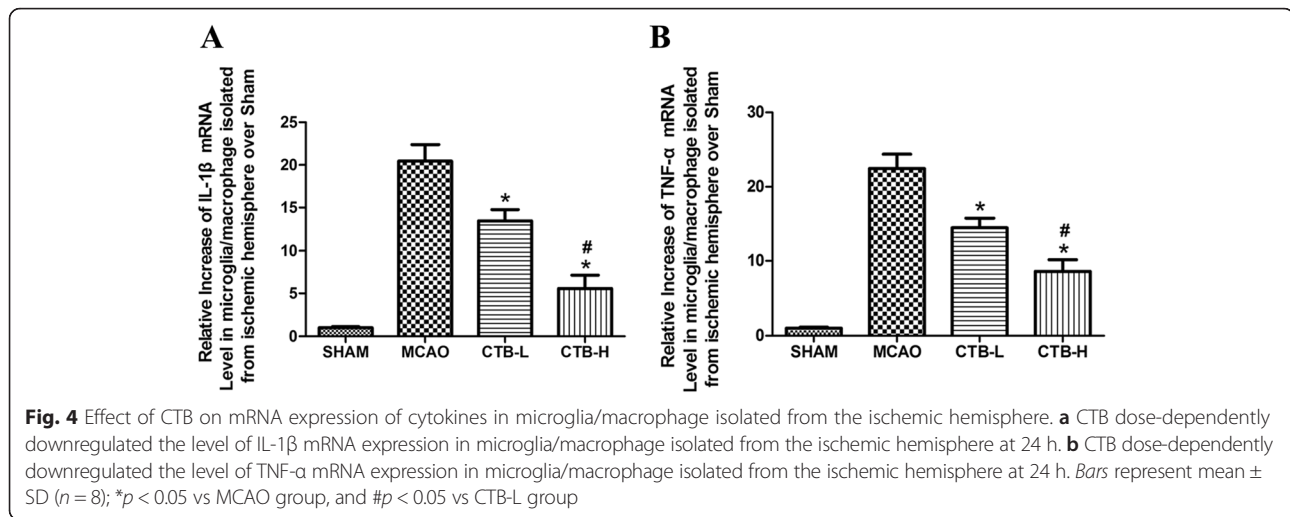 A
Relative Increase of IL-1β mRNA
Level in microglia/macrophage isolated
from ischemic hemisphere over Sham
25
20
15
10
5
0
*
#
*
SHAM MCAO CTB-L CTB-H
B
Relative Increase of TNF-α mRNA
Level in microglia/macrophage isolated
from ischemic hemisphere over Sham
30
20
10
0
*
#
*
SHAM MCAO CTB-L CTB-H
Fig. 4 Effect of CTB on mRNA expression of cytokines in microglia/macrophage isolated from the ischemic hemisphere. a CTB dose-dependently
downregulated the level of IL-1β mRNA expression in microglia/macrophage isolated from the ischemic hemisphere at 24 h. b CTB dose-dependently
downregulated the level of TNF-α mRNA expression in microglia/macrophage isolated from the ischemic hemisphere at 24 h. Bars represent mean ±
SD (n = 8); *p < 0.05 vs MCAO group, and #p < 0.05 vs CTB-L group